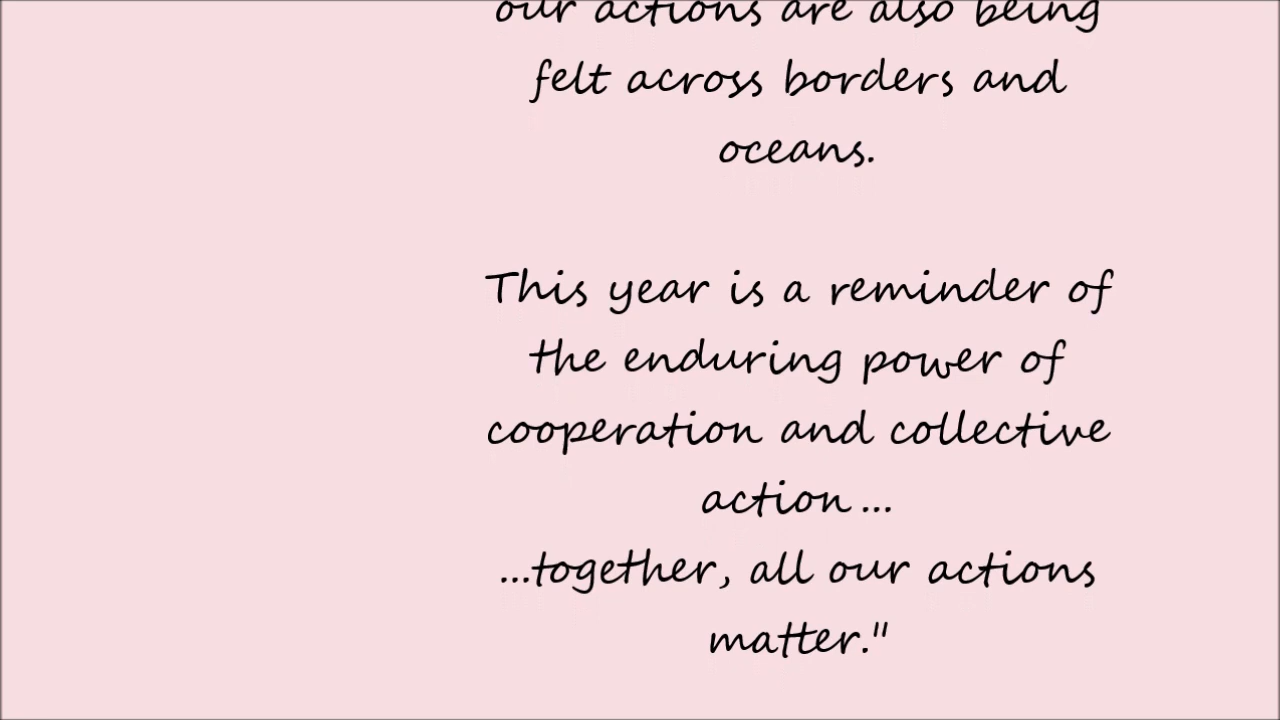 our actions are also being
felt across borders and
oceans.
This year is a reminder of
the enduring power of
cooperation and collective
action...
...together, all our actions
matter."